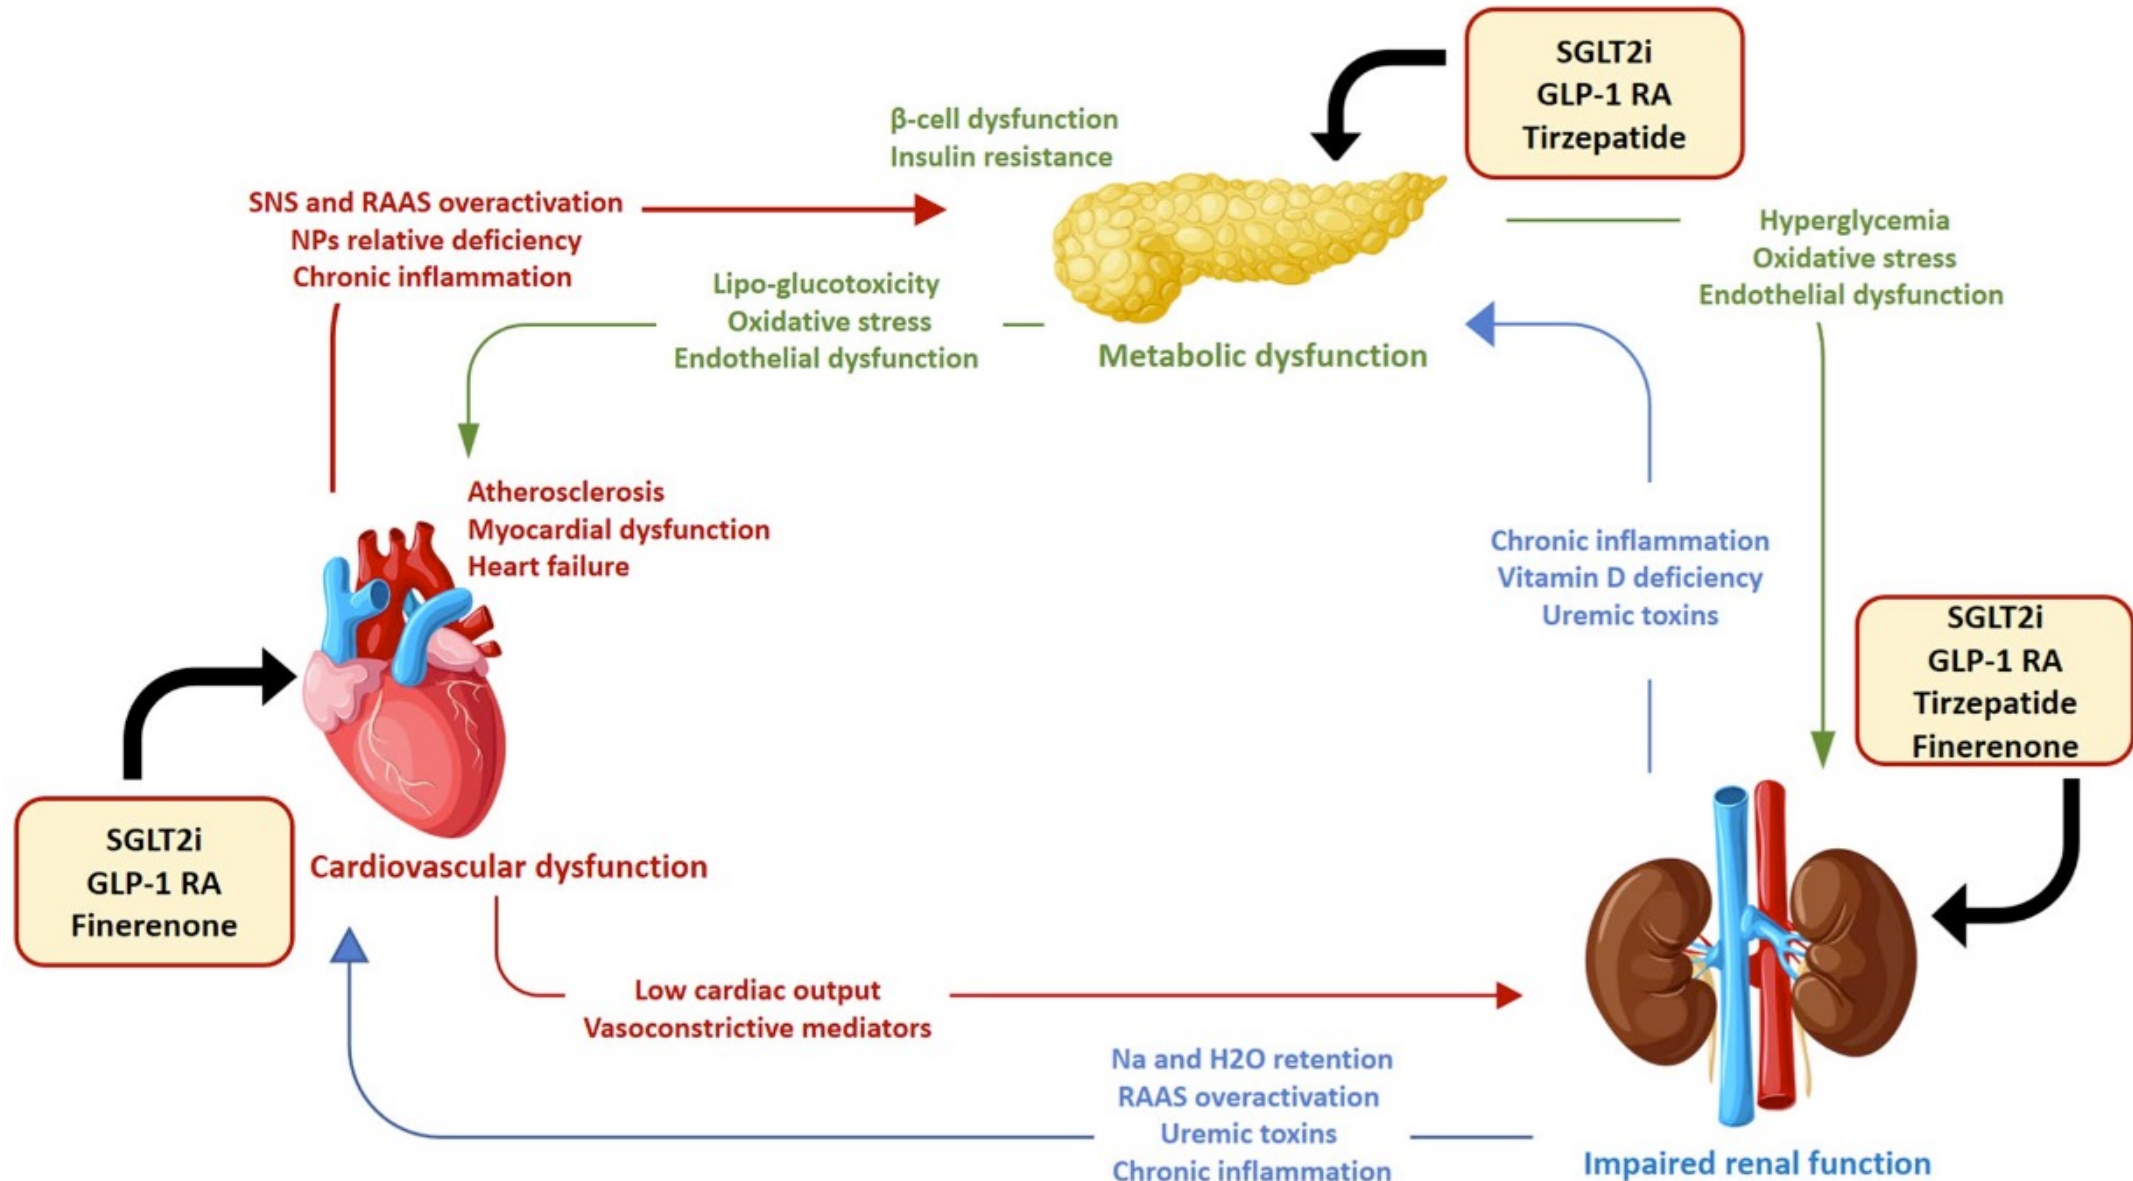 SGLT2i
GLP-1 RA
Tirzepatide
β-cell dysfunction
Insulin resistance
SNS and RAAS overactivation
NPs relative deficiency
Chronic inflammation
Hyperglycemia
Oxidative stress
Endothelial dysfunction
Lipo-glucotoxicity
Oxidative stress
Endothelial dysfunction
Metabolic dysfunction
Atherosclerosis
Myocardial dysfunction
Heart failure
Chronic inflammation
Vitamin D deficiency
Uremic toxins
SGLT2i
GLP-1 RA
Tirzepatide
Finerenone
SGLT2i
GLP-1 RA
Finerenone
Cardiovascular dysfunction
Low cardiac output
Vasoconstrictive mediators
Na and H2O retention
RAAS overactivation
Uremic toxins
Chronic inflammation
Impaired renal function